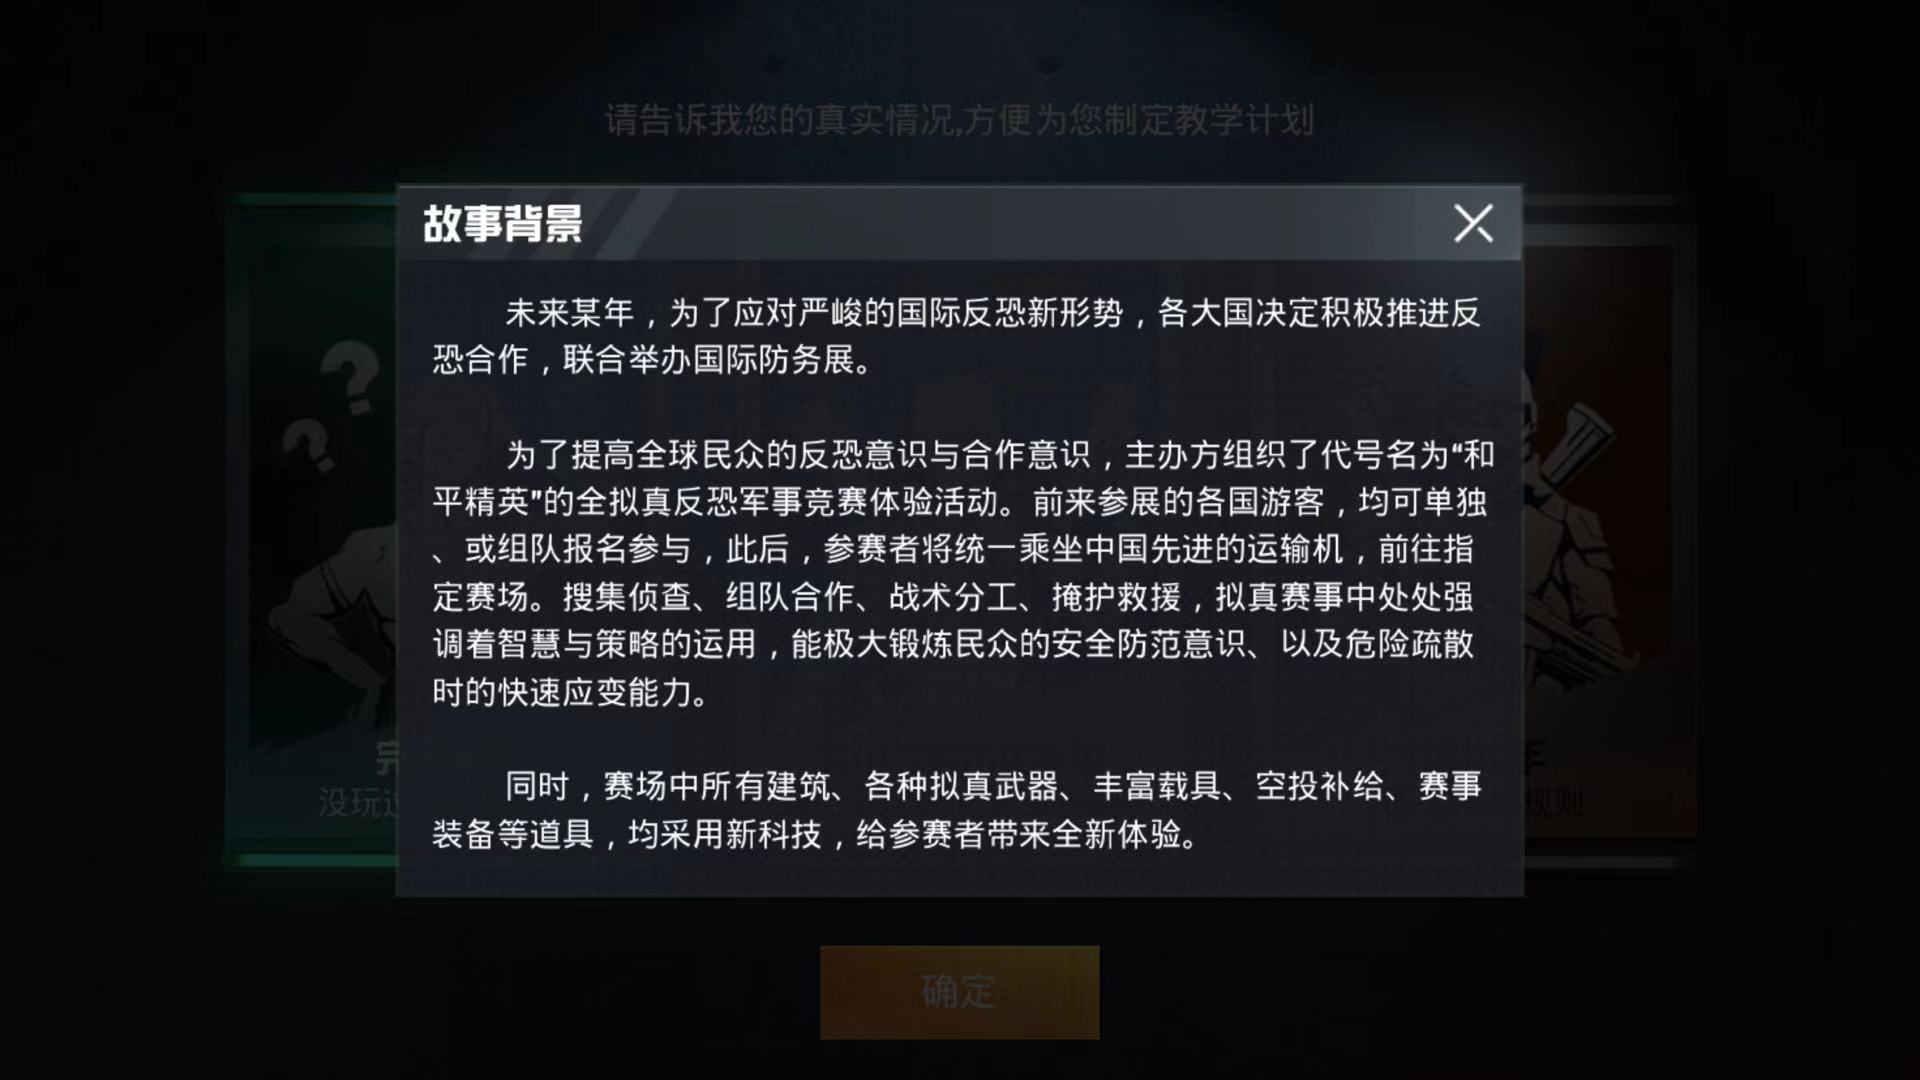 请告诉我您的真实情况,方便为您制定教学计划
故事背景
未来某年，为了应对严峻的国际反恐新形势，各大国决定积极推进反
恐合作，联合举办国际防务展。
为了提高全球民众的反恐意识与合作意识，主办方组织了代号名为“和
平精英”的全拟真反恐军事竞赛体验活动。前来参展的各国游客，均可单独
、或组队报名参与，此后，参赛者将统一乘坐中国先进的运输机，前往指
定赛场。搜集侦查、组队合作、战术分工、掩护救援，拟真赛事中处处强
调着智慧与策略的运用，能极大锻炼民众的安全防范意识、以及危险疏散
时的快速应变能力。
同时，赛场中所有建筑、各种拟真武器、丰富载具、空投补给、赛事
装备等道具，均采用新科技，给参赛者带来全新体验。
没玩过
规则
确定